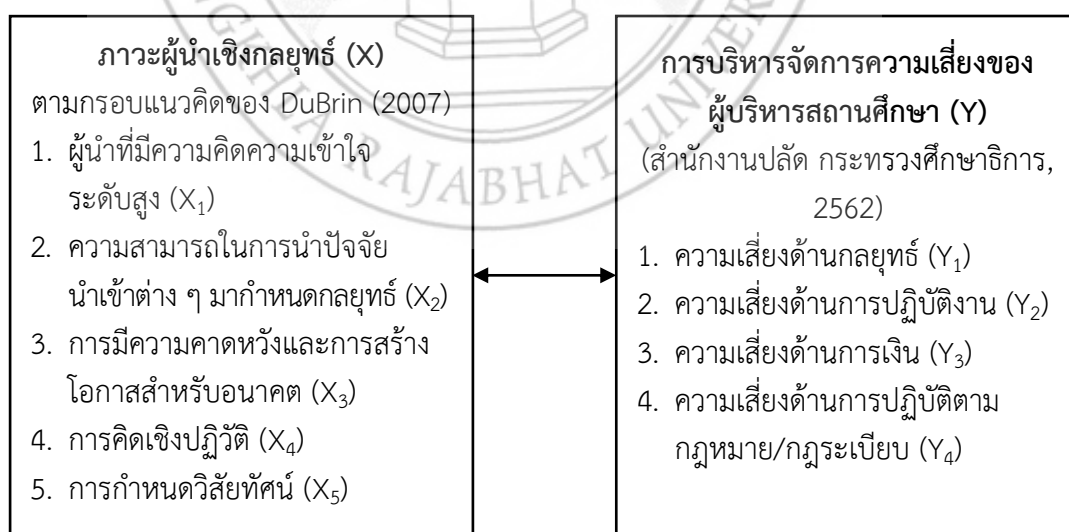 ภาวะผู้นำเชิงกลยุทธ์ (X)
ตามกรอบแนวคิดของ DuBrin (2007)
1. ผู้นำที่มีความคิดความเข้าใจ
ระดับสูง (X₁)
2. ความสามารถในการนำปัจจัย
นำเข้าต่าง ๆ มากำหนดกลยุทธ์ (X₂)
3. การมีความคาดหวังและการสร้าง
โอกาสสำหรับอนาคต (X₃)
4. การคิดเชิงปฏิวัติ (X₄)
5. การกำหนดวิสัยทัศน์ (X₅)
การบริหารจัดการความเสี่ยงของ
ผู้บริหารสถานศึกษา (Y)
(สำนักงานปลัด กระทรวงศึกษาธิการ,
2562)
1. ความเสี่ยงด้านกลยุทธ์ (Y₁)
2. ความเสี่ยงด้านการปฏิบัติงาน (Y₂)
3. ความเสี่ยงด้านการเงิน (Y₃)
4. ความเสี่ยงด้านการปฏิบัติตาม
กฎหมาย/กฎระเบียบ (Y₄)
RAJABHAT